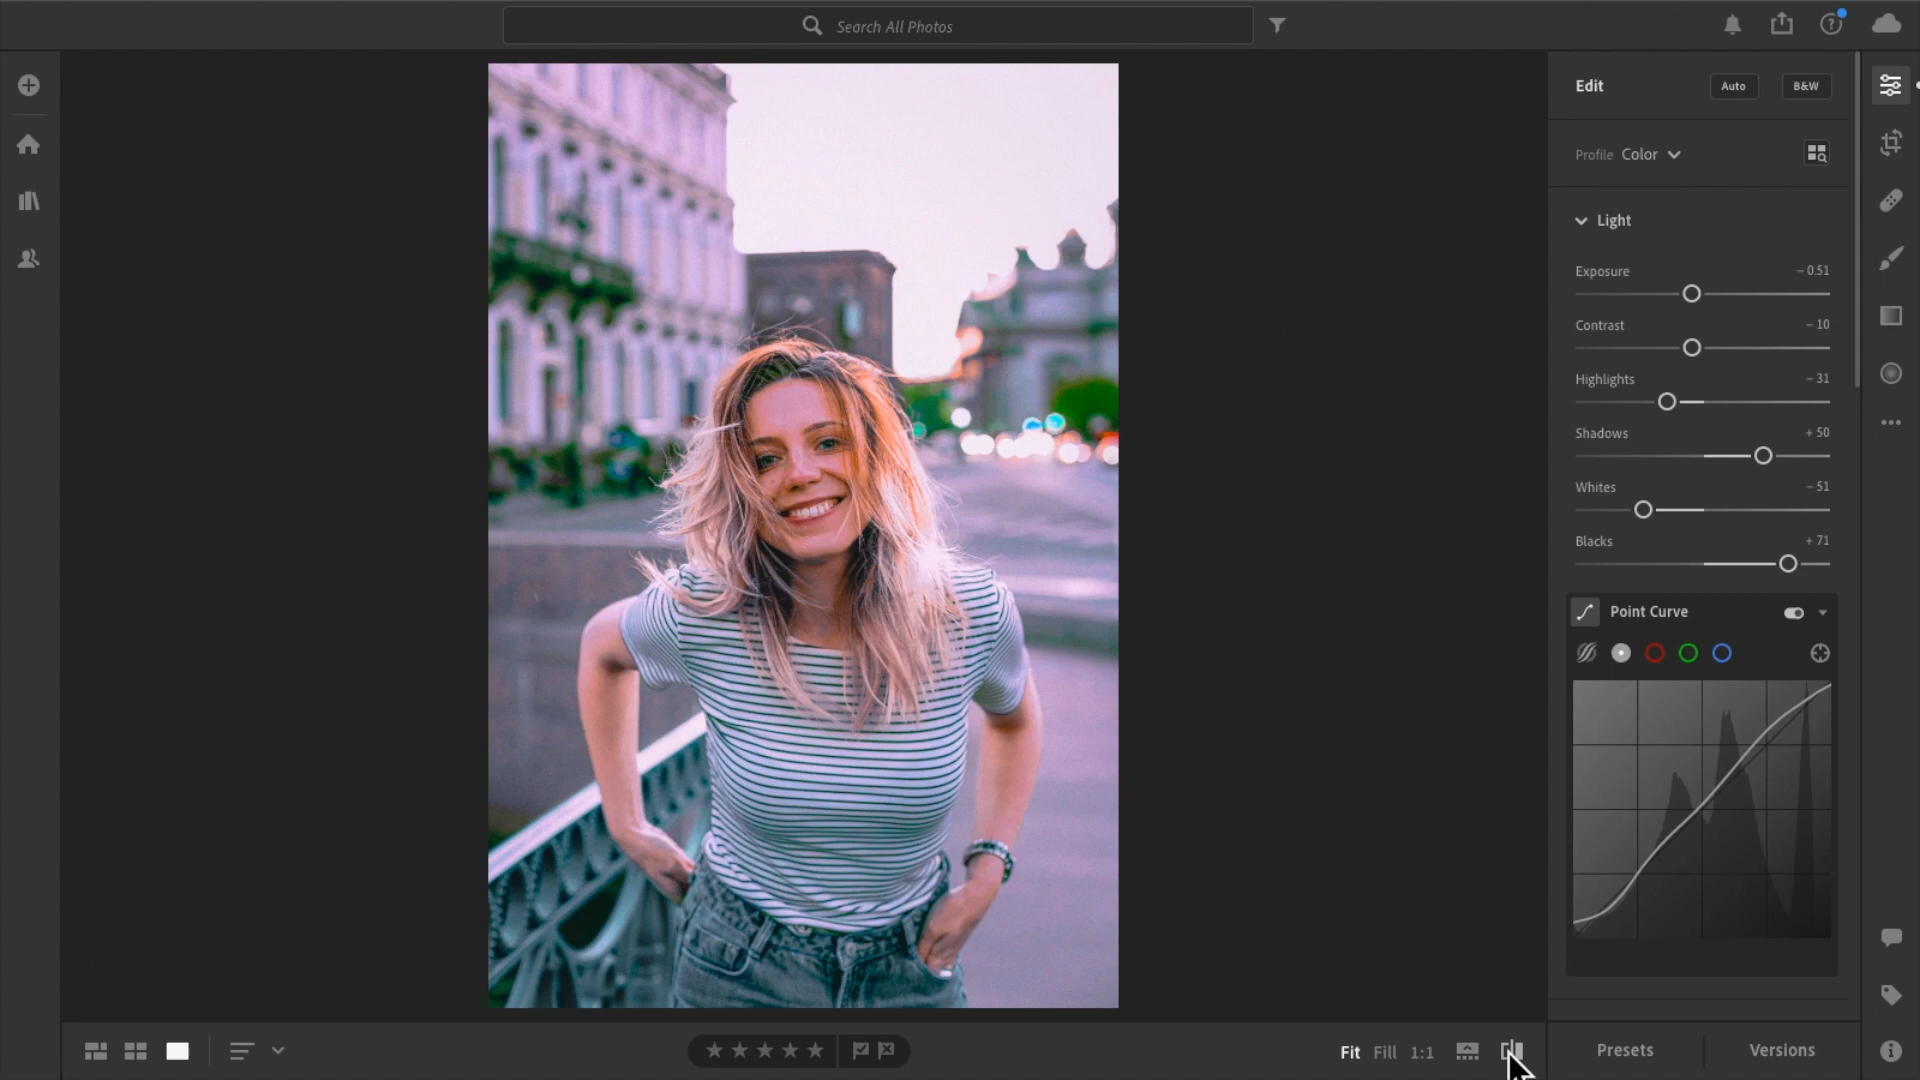 Search All Photos
Edit
Auto
B&W
Profile Color
Light
Exposure − 0.51
Contrast − 10
Highlights − 31
Shadows + 50
Whites − 51
Blacks + 71
Point Curve
Fit Fill 1:1
Presets Versions